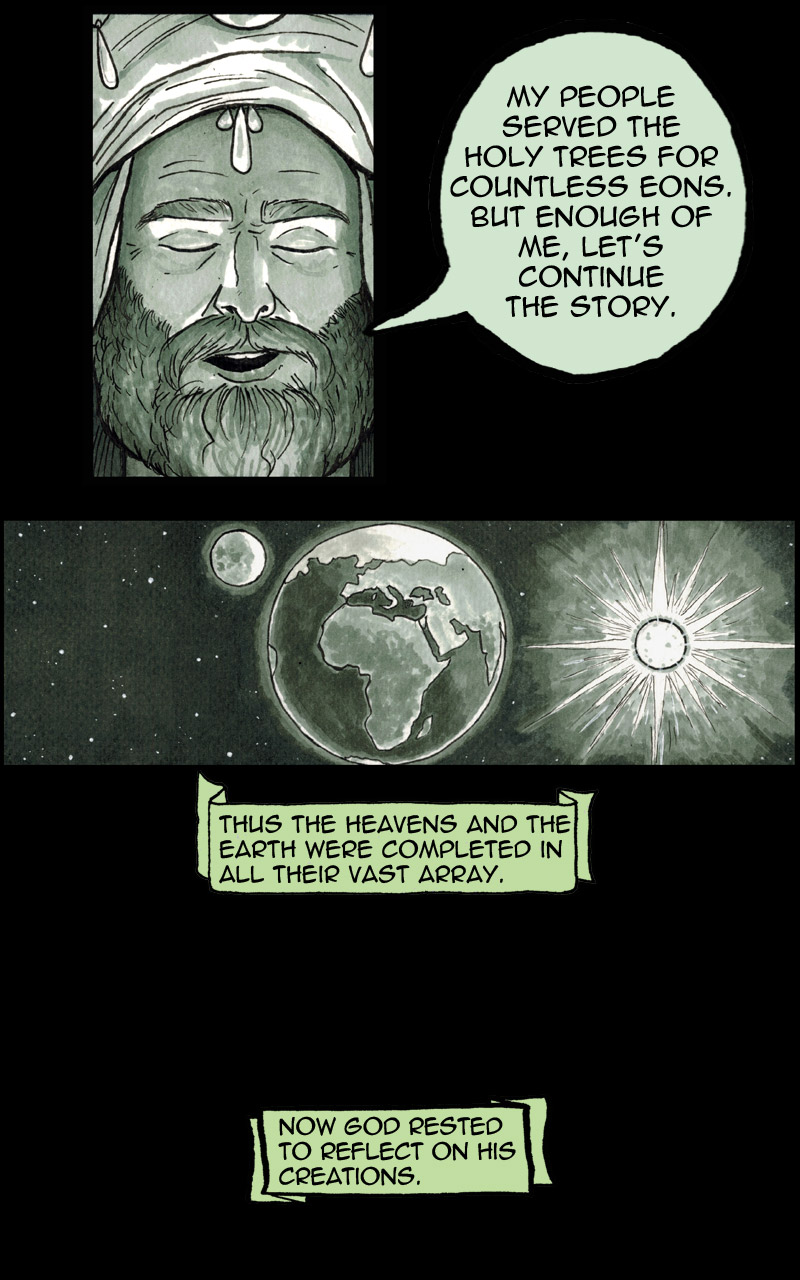 MY PEOPLE
SERVED THE
HOLY TREES FOR
COUNTLESS EONS.
BUT ENOUGH OF
ME, LET'S
CONTINUE
THE STORY.
THUS THE HEAVENS AND THE
EARTH WERE COMPLETED IN
ALL THEIR VAST ARRAY.
NOW GOD RESTED
TO REFLECT ON HIS
CREATIONS.